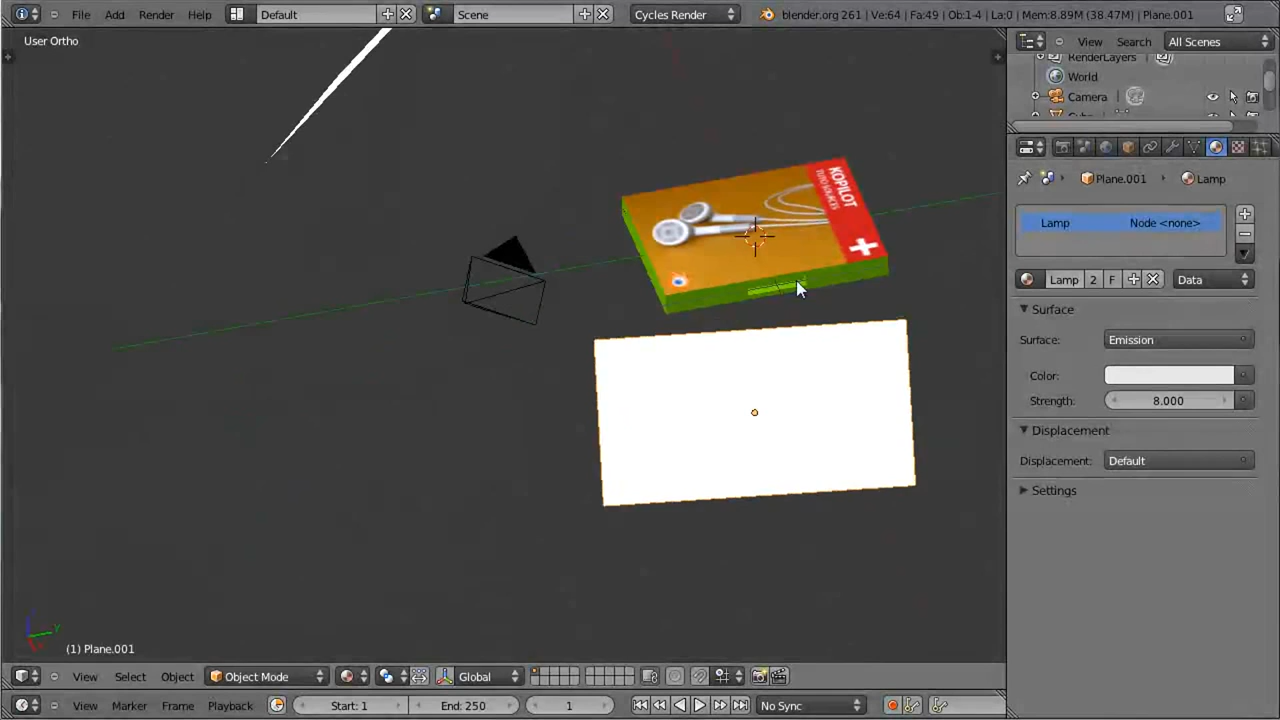 File Add Render Help Default Scene Cycles Render blender.org 261 | Ve:64 | Fa:49 | Ob:1-4 | La:0 | Mem:8.89M (38.47M) | Plane.001
User Ortho
View Search All Scenes
RenderLayers
World
Camera
Plane.001 Lamp
Lamp Node <none>
Lamp 2 F Data
Surface
Surface: Emission
Color:
Strength: 8.000
Displacement
Displacement: Default
Settings
KOPILOT
TUTO SOURCES
(1) Plane.001
View Select Object Object Mode Global
View Marker Frame Playback Start: 1 End: 250 1 No Sync